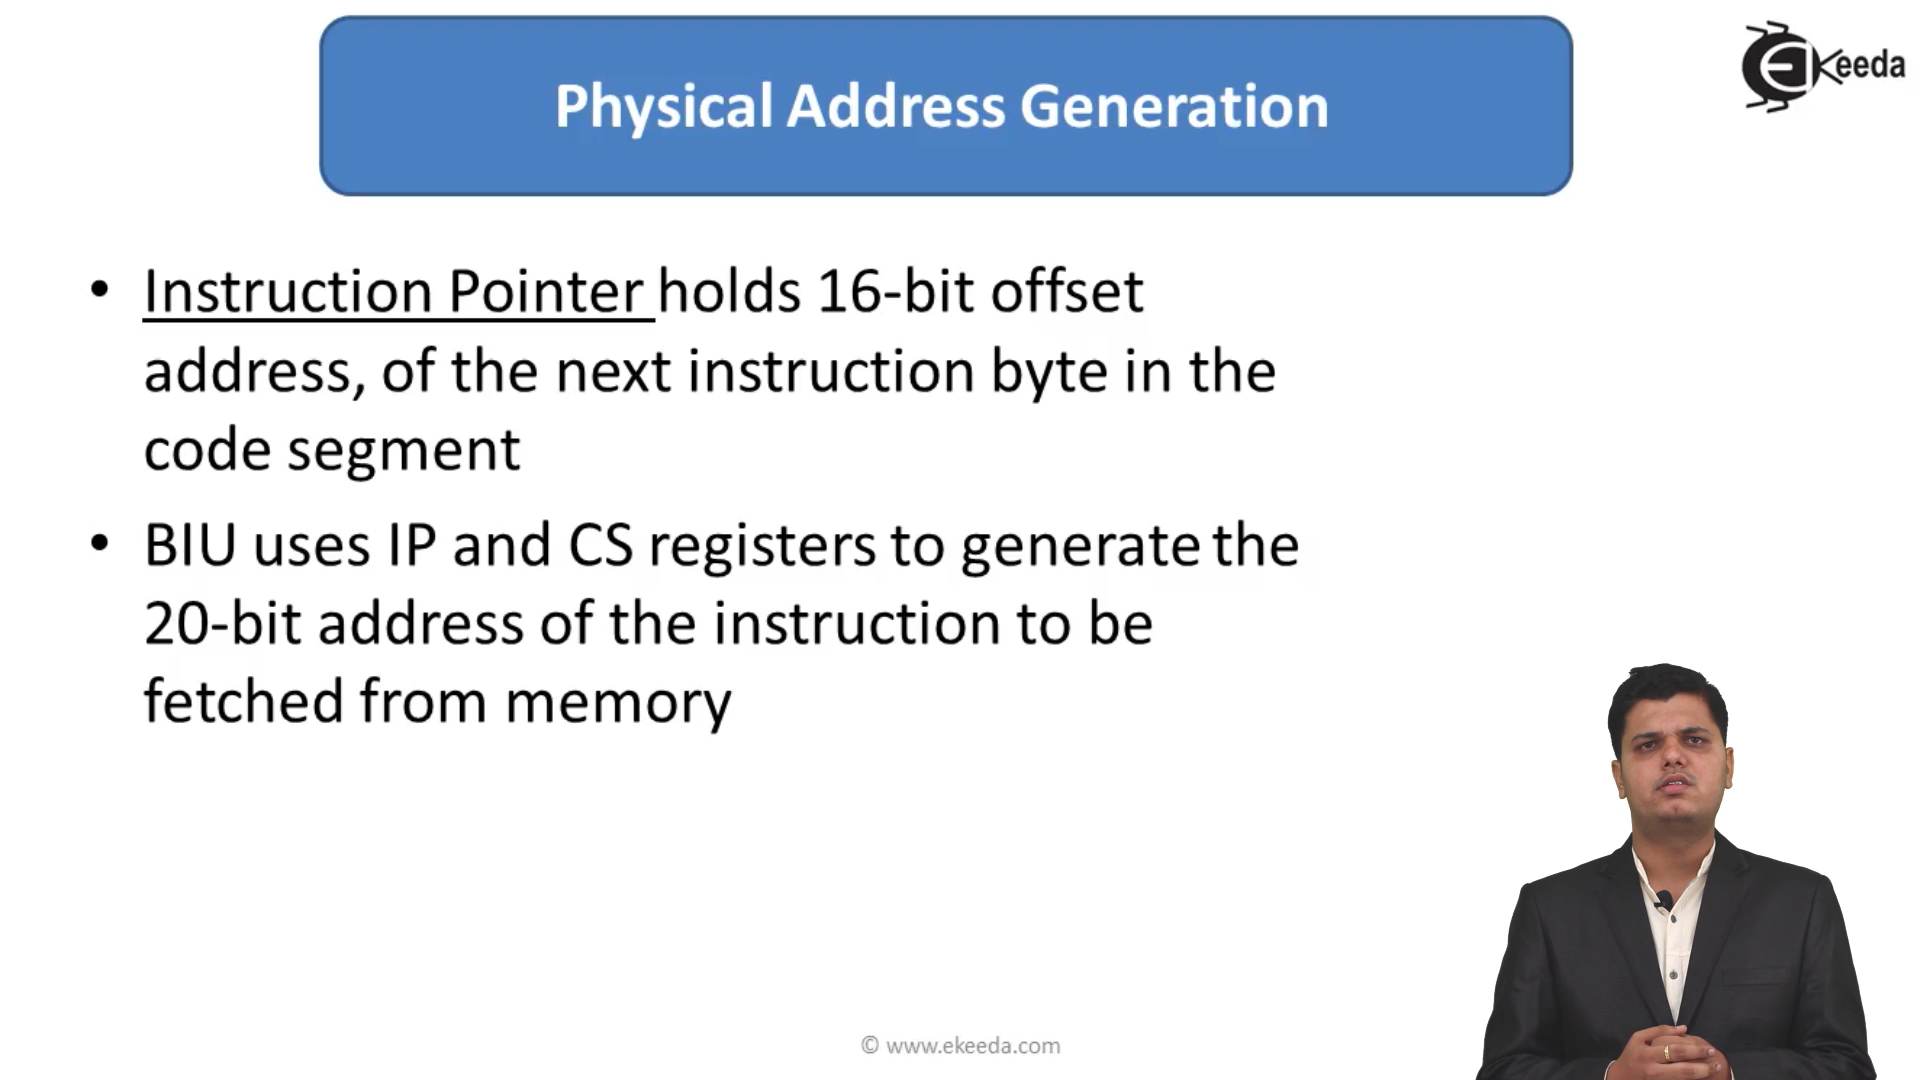 Physical Address Generation
EKeeda
• Instruction Pointer holds 16-bit offset
address, of the next instruction byte in the
code segment
• BIU uses IP and CS registers to generate the
20-bit address of the instruction to be
fetched from memory
© www.ekeeda.com